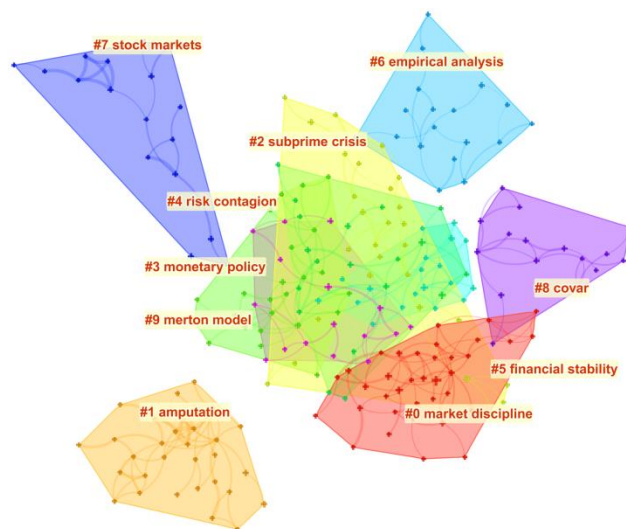 #7 stock markets
#6 empirical analysis
#2 subprime crisis
#4 risk contagion
#3 monetary policy
#8 covar
#9 merton model
#5 financial stability
#1 amputation
#0 market discipline